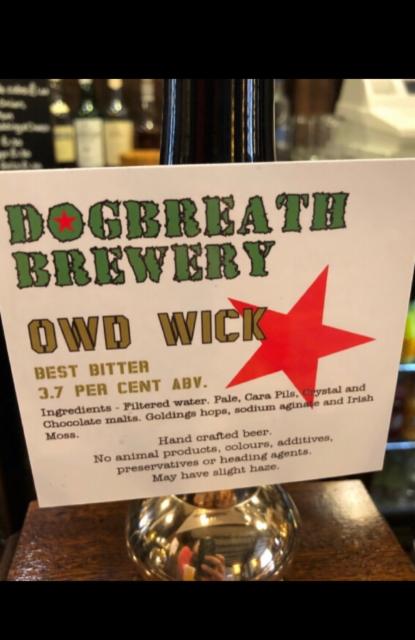 DOGBREATH
BREWERY
OWD WICK
BEST BITTER
3.7 PER CENT ABV.
Ingredients - Filtered water. Pale, Cara Pils, Crystal and
Chocolate malts. Goldings hops, sodium aginate and Irish
Moss.
Hand crafted beer.
No animal products, colours, additives,
preservatives or heading agents.
May have slight haze.